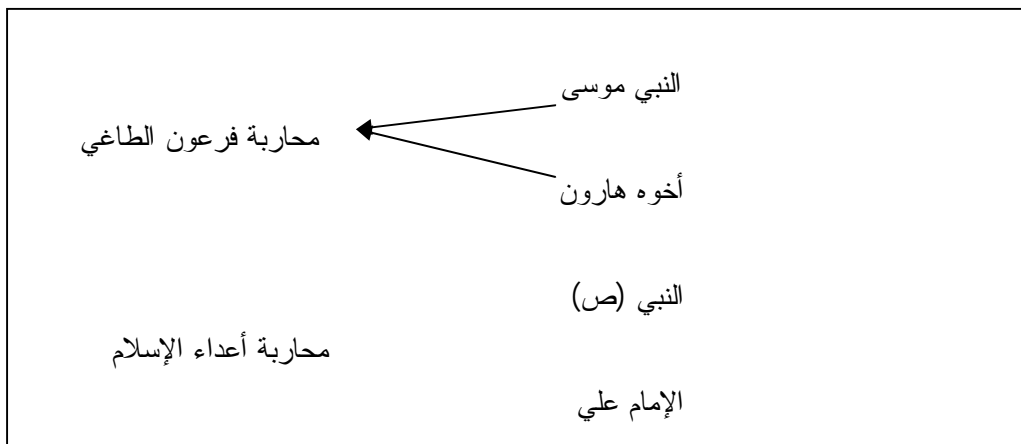 النبي موسى
محاربة فرعون الطاغي
أخوه هارون
النبي (ص)
محاربة أعداء الإسلام
الإمام علي